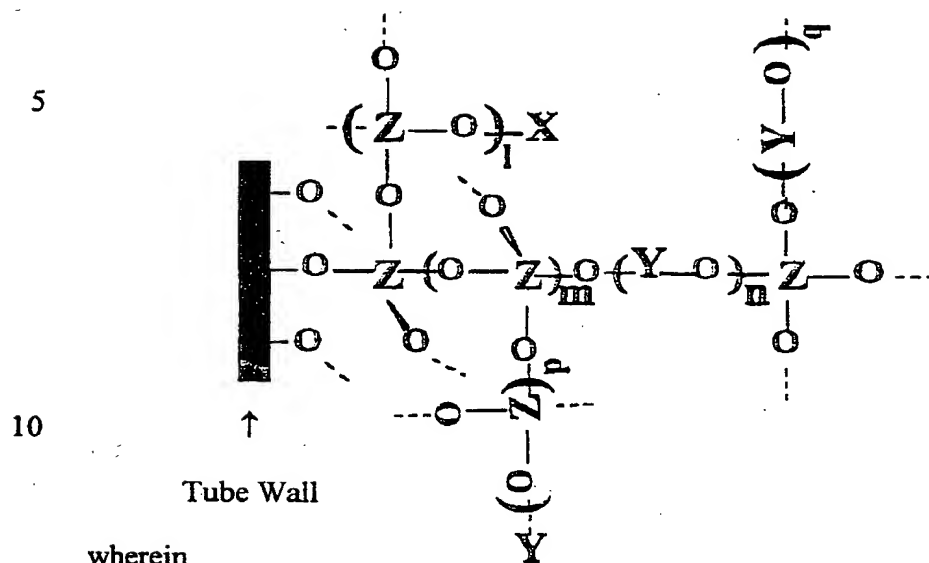 O
O)q
5
(Z O)l X
(Y
O O O O
O Z (O Z)m O (Y O)n Z O
O O O O
O Z)p
10
(O
Tube Wall
Y
wherein